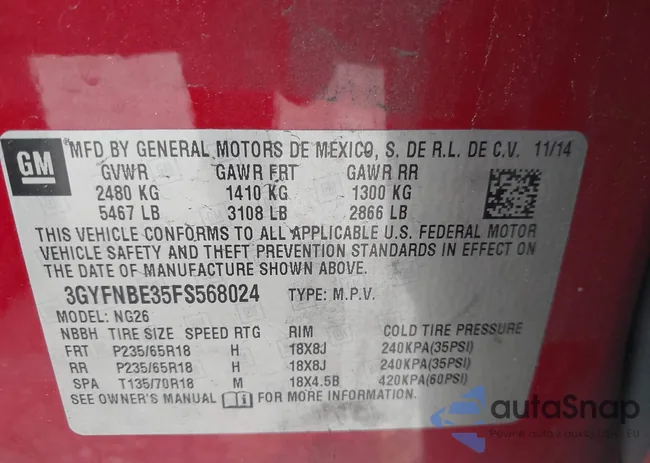 GM
*MFD BY GENERAL MOTORS DE MEXICO, S. DE R.L. DE C.V. 11/14
GVWR GAWR FRT GAWR RR
2480 KG 1410 KG 1300 KG
5467 LB 3108 LB 2866 LB
THIS VEHICLE CONFORMS TO ALL APPLICABLE U.S. FEDERAL MOTOR
VEHICLE SAFETY AND THEFT PREVENTION STANDARDS IN EFFECT ON
THE DATE OF MANUFACTURE SHOWN ABOVE.
3GYFNBE35FS568024 TYPE: M.P.V.
MODEL: NG26
NBBH TIRE SIZE SPEED RTG RIM COLD TIRE PRESSURE
FRT P235/65R18 H 18X8J 240KPA(35PSI)
RR P235/65R18 H 18X8J 240KPA(35PSI)
SPA T135/70R18 M 18X4.5B 420KPA(60PSI)
SEE OWNER'S MANUAL FOR MORE INFORMATION.
autaSnap